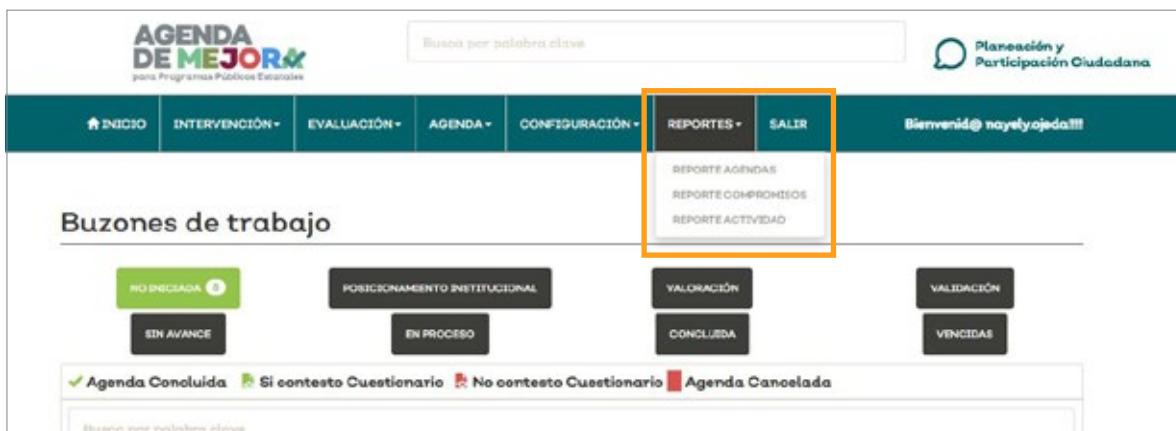 AGENDA
DE MEJORA
para Programas Públicos Estatales
Busca por palabra clave
Planeación y
Participación Ciudadana
INICIO INTERVENCIÓN EVALUACIÓN AGENDA CONFIGURACIÓN REPORTES SALIR Bienvenid@ nayely.ojeda!!!
REPORTE AGENDAS
REPORTE COMPROMISOS
REPORTE ACTIVIDAD
Buzones de trabajo
NO INICIADA 8 POSICIONAMIENTO INSTITUCIONAL VALORACIÓN VALIDACIÓN
SIN AVANCE EN PROCESO CONCLUIDA VENCIDAS
Agenda Concluida Si contesto Cuestionario No contesto Cuestionario Agenda Cancelada
Busca por palabra clave